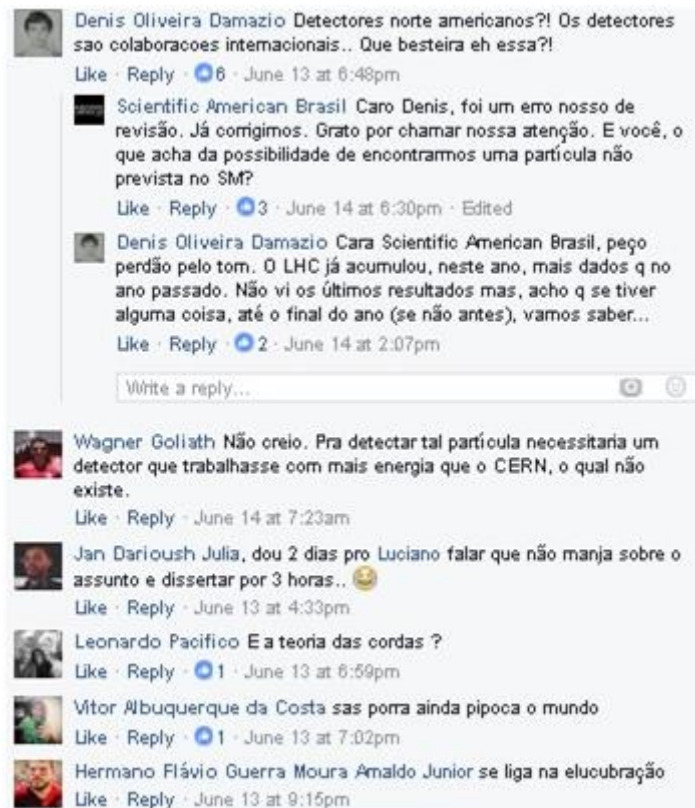 Denis Oliveira Damazio Detectores norte americanos?! Os detectores
sao colaboracoes internacionais.. Que besteira eh essa?!
Like · Reply · 6 · June 13 at 6:48pm
Scientific American Brasil Caro Denis, foi um erro nosso de
revisão. Já corrigimos. Grato por chamar nossa atenção. E você, o
que acha da possibilidade de encontrarmos uma partícula não
prevista no SM?
Like · Reply · 3 · June 14 at 6:30pm · Edited
Denis Oliveira Damazio Cara Scientific American Brasil, peço
perdão pelo tom. O LHC já acumulou, neste ano, mais dados q no
ano passado. Não vi os últimos resultados mas, acho q se tiver
alguma coisa, até o final do ano (se não antes), vamos saber...
Like · Reply · 2 · June 14 at 2:07pm
Write a reply...
Wagner Goliath Não creio. Pra detectar tal partícula necessitaria um
detector que trabalhasse com mais energia que o CERN, o qual não
existe.
Like · Reply · June 14 at 7:23am
Jan Darioush Julia, dou 2 dias pro Luciano falar que não manja sobre o
assunto e dissertar por 3 horas..
Like · Reply · June 13 at 4:33pm
Leonardo Pacifico E a teoria das cordas ?
Like · Reply · 1 · June 13 at 6:59pm
Vitor Albuquerque da Costa sas porra ainda pipoca o mundo
Like · Reply · 1 · June 13 at 7:02pm
Hermano Flávio Guerra Moura Arnaldo Junior se liga na elucubração
Like · Reply · June 13 at 9:15pm